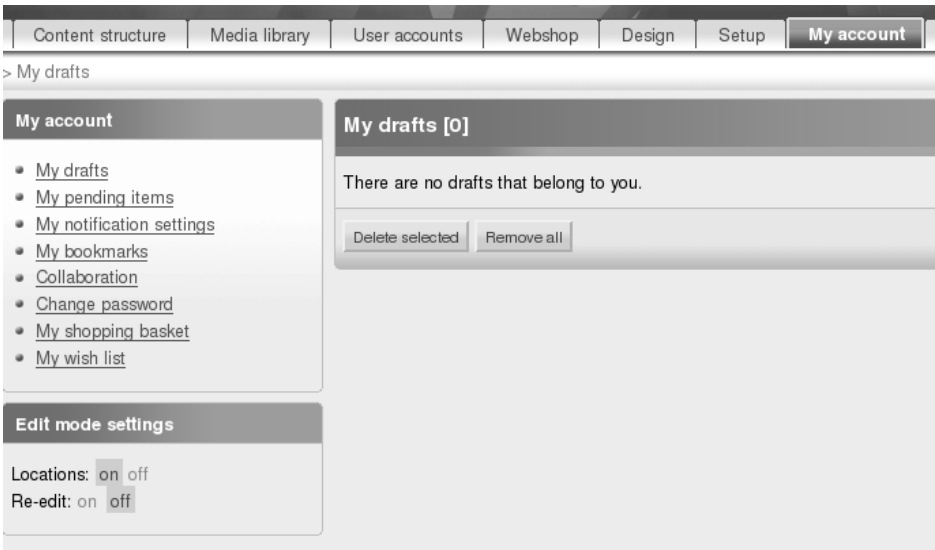 Content structure Media library User accounts Webshop Design Setup My account
> My drafts
My account
My drafts
My pending items
My notification settings
My bookmarks
Collaboration
Change password
My shopping basket
My wish list
Edit mode settings
Locations: on off
Re-edit: on off
My drafts [0]
There are no drafts that belong to you.
Delete selected Remove all